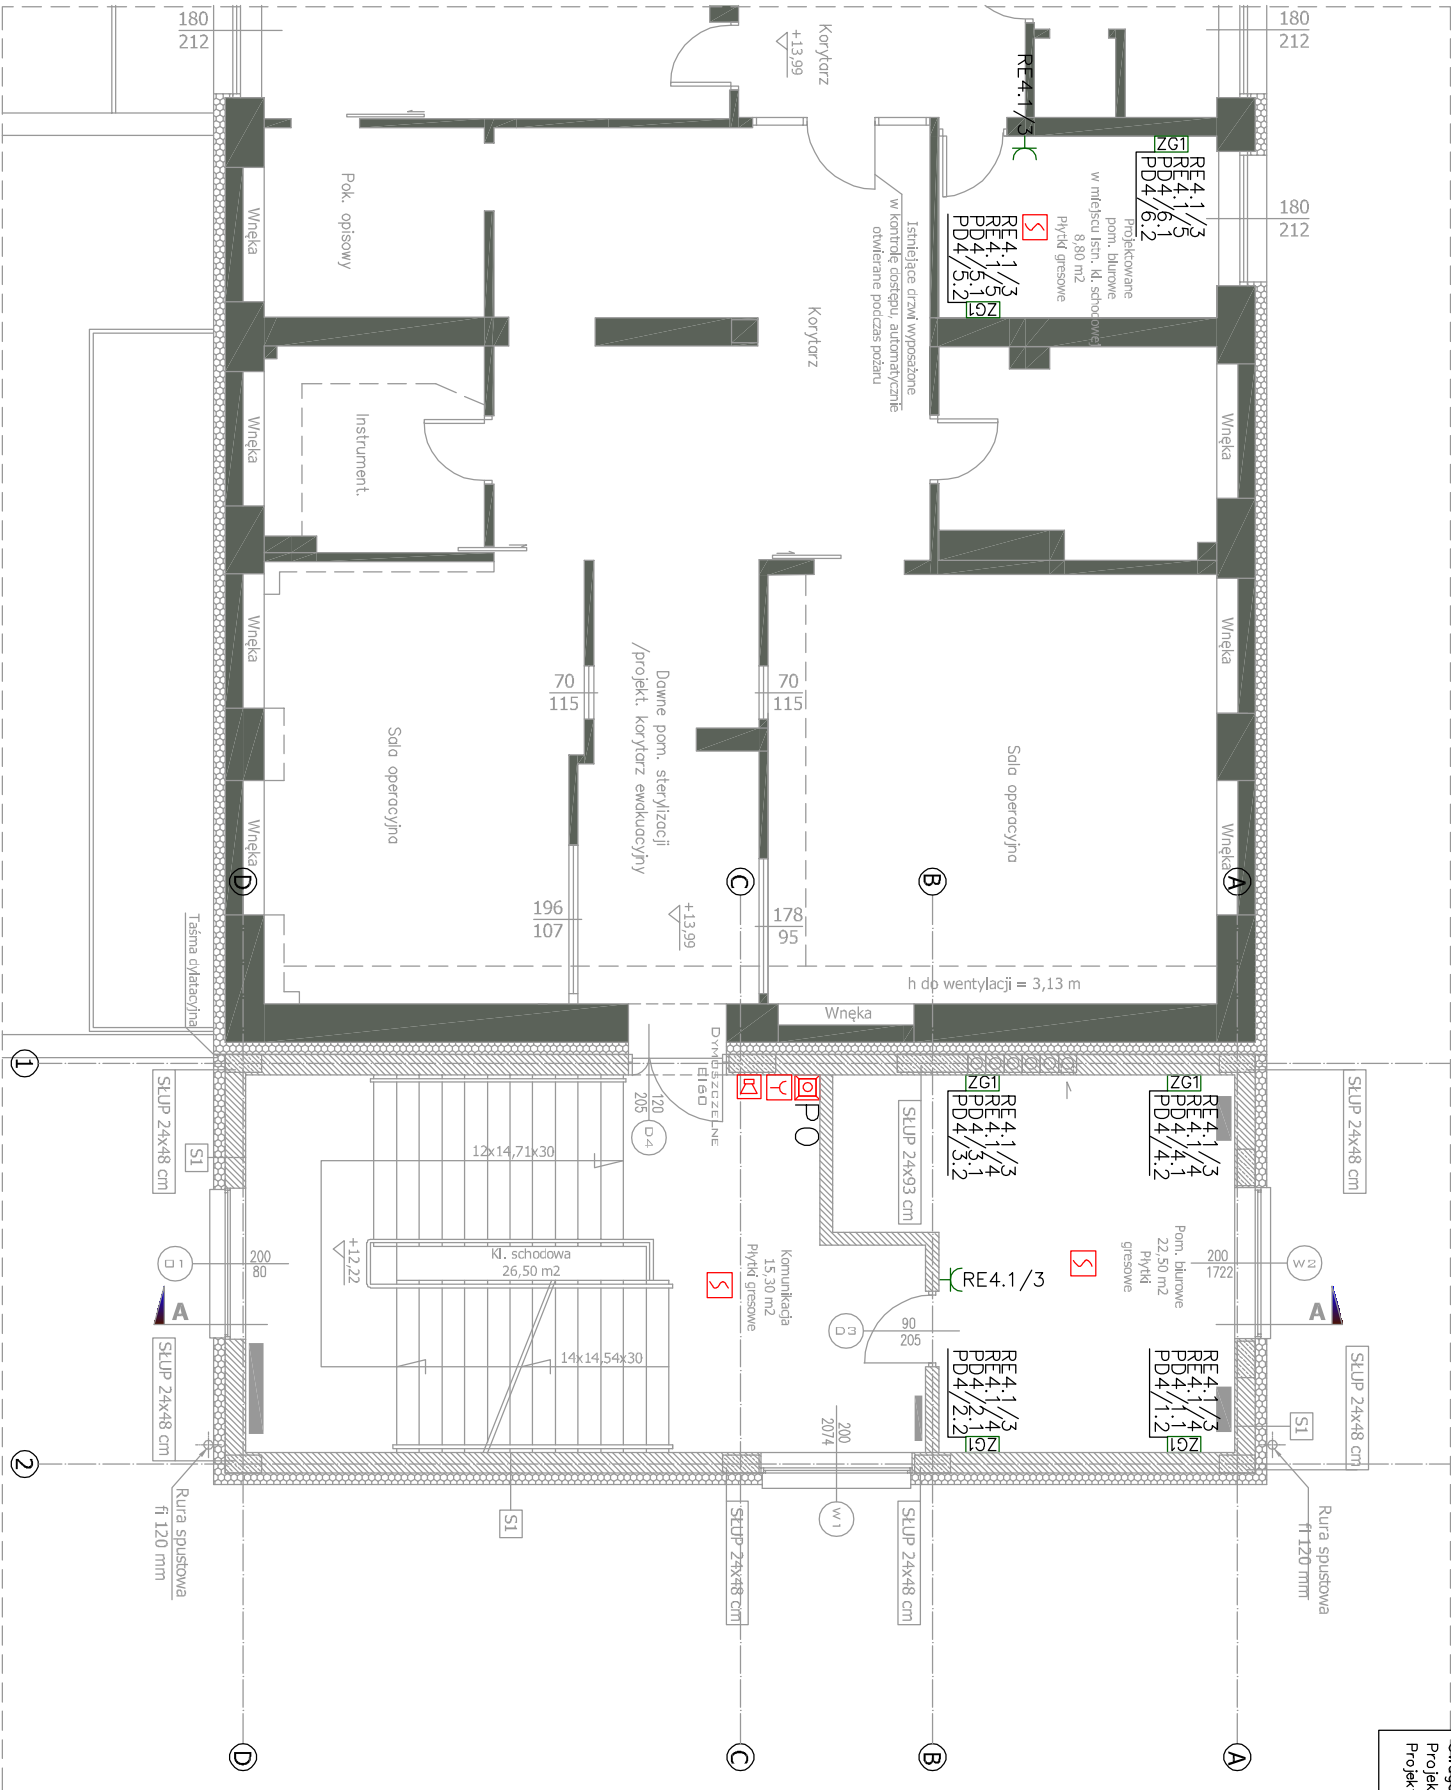 180
212
180
212
Korytarz
+13,99
RE4.1/3
ZG1
RE4.1/3
RE4.1/5
PD4/6.1
PD4/6.2
180
212
Projektowane
pom. biurowe
w miejscu istn. kl. schodowej
8,80 m2
Płytki gresowe
RE4.1/3
RE4.1/5
PD4/5.1
PD4/5.2
ZG1
Istniejące drzwi wyposażone
w kontrolę dostępu, automatycznie
otwierane podczas pożaru
Pok. opisowy
Wnęka
Korytarz
Instrument.
Wnęka
Wnęka
Wnęka
Wnęka
70
115
70
115
Dawne pom. sterylizacji
/projekt. korytarz ewakuacyjny
Sala operacyjna
Sala operacyjna
Wnęka
Wnęka
D
C
B
A
196
107
+13,99
178
95
h do wentylacji = 3,13 m
Wnęka
Taśma dylatacyjna
1
DYMOSZCZELNE
EI60
120
205
D4
PO
SŁUP 24x48 cm
S1
SŁUP 24x93 cm
ZG1
RE4.1/3
RE4.1/4
PD4/3.1
PD4/3.2
ZG1
RE4.1/3
RE4.1/4
PD4/4.1
PD4/4.2
SŁUP 24x48 cm
12x14,71x30
Kl. schodowa
26,50 m2
+12,22
14x14,54x30
O1
200
80
A
Komunikacja
15,30 m2
Płytki gresowe
RE4.1/3
D3
90
205
Pom. biurowe
22,50 m2
Płytki
gresowe
200
1722
W2
A
RE4.1/3
RE4.1/4
PD4/2.1
PD4/2.2
ZG1
RE4.1/3
RE4.1/4
PD4/1.1
PD4/1.2
ZG1
S1
SŁUP 24x48 cm
SŁUP 24x48 cm
200
2074
W1
2
S1
Rura spustowa
fi 120 mm
SŁUP 24x48 cm
SŁUP 24x48 cm
Rura spustowa
fi 120 mm
D
C
B
A
Projek
Projek